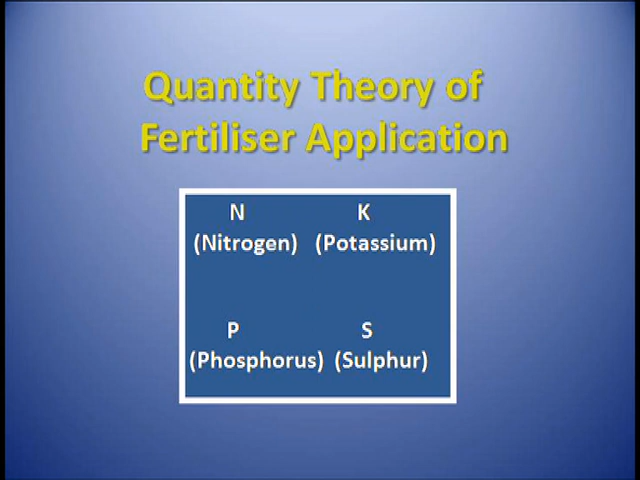 Quantity Theory of
Fertiliser Application
N K
(Nitrogen) (Potassium)
P S
(Phosphorus) (Sulphur)